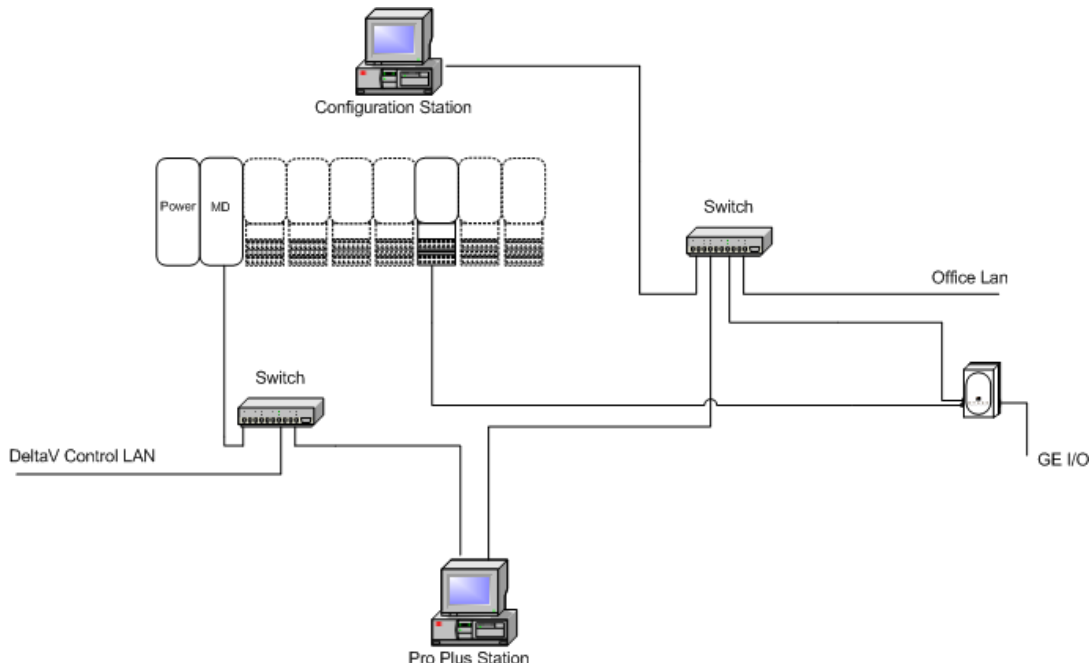 Configuration Station
Power
MD
Switch
Office Lan
Switch
DeltaV Control LAN
GE I/O
Pro Plus Station